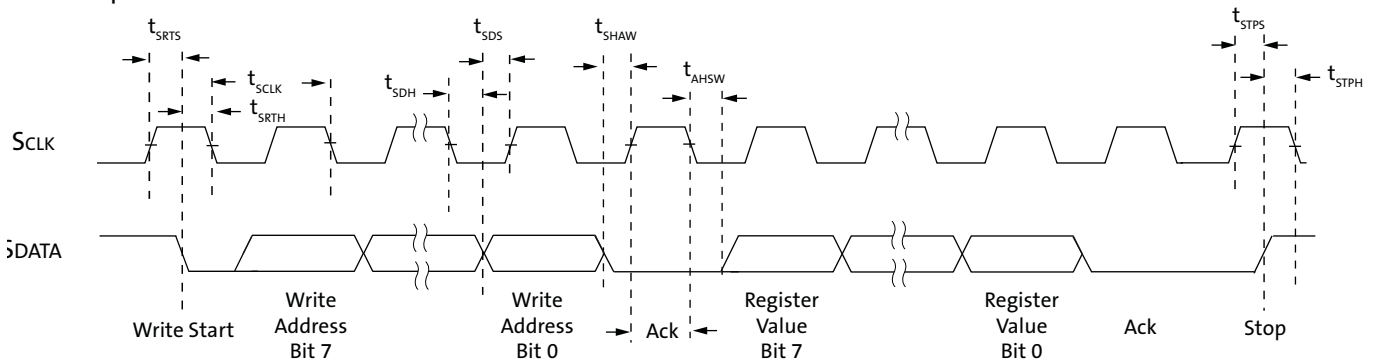 tSRTS
tSDS
tSHAW
tSTPS
tSCLK
tSDH
tAHSW
tSTPH
tSRTH
SCLK
SDATA
Write Start
Write
Address
Bit 7
Write
Address
Bit 0
Ack
Register
Value
Bit 7
Register
Value
Bit 0
Ack
Stop